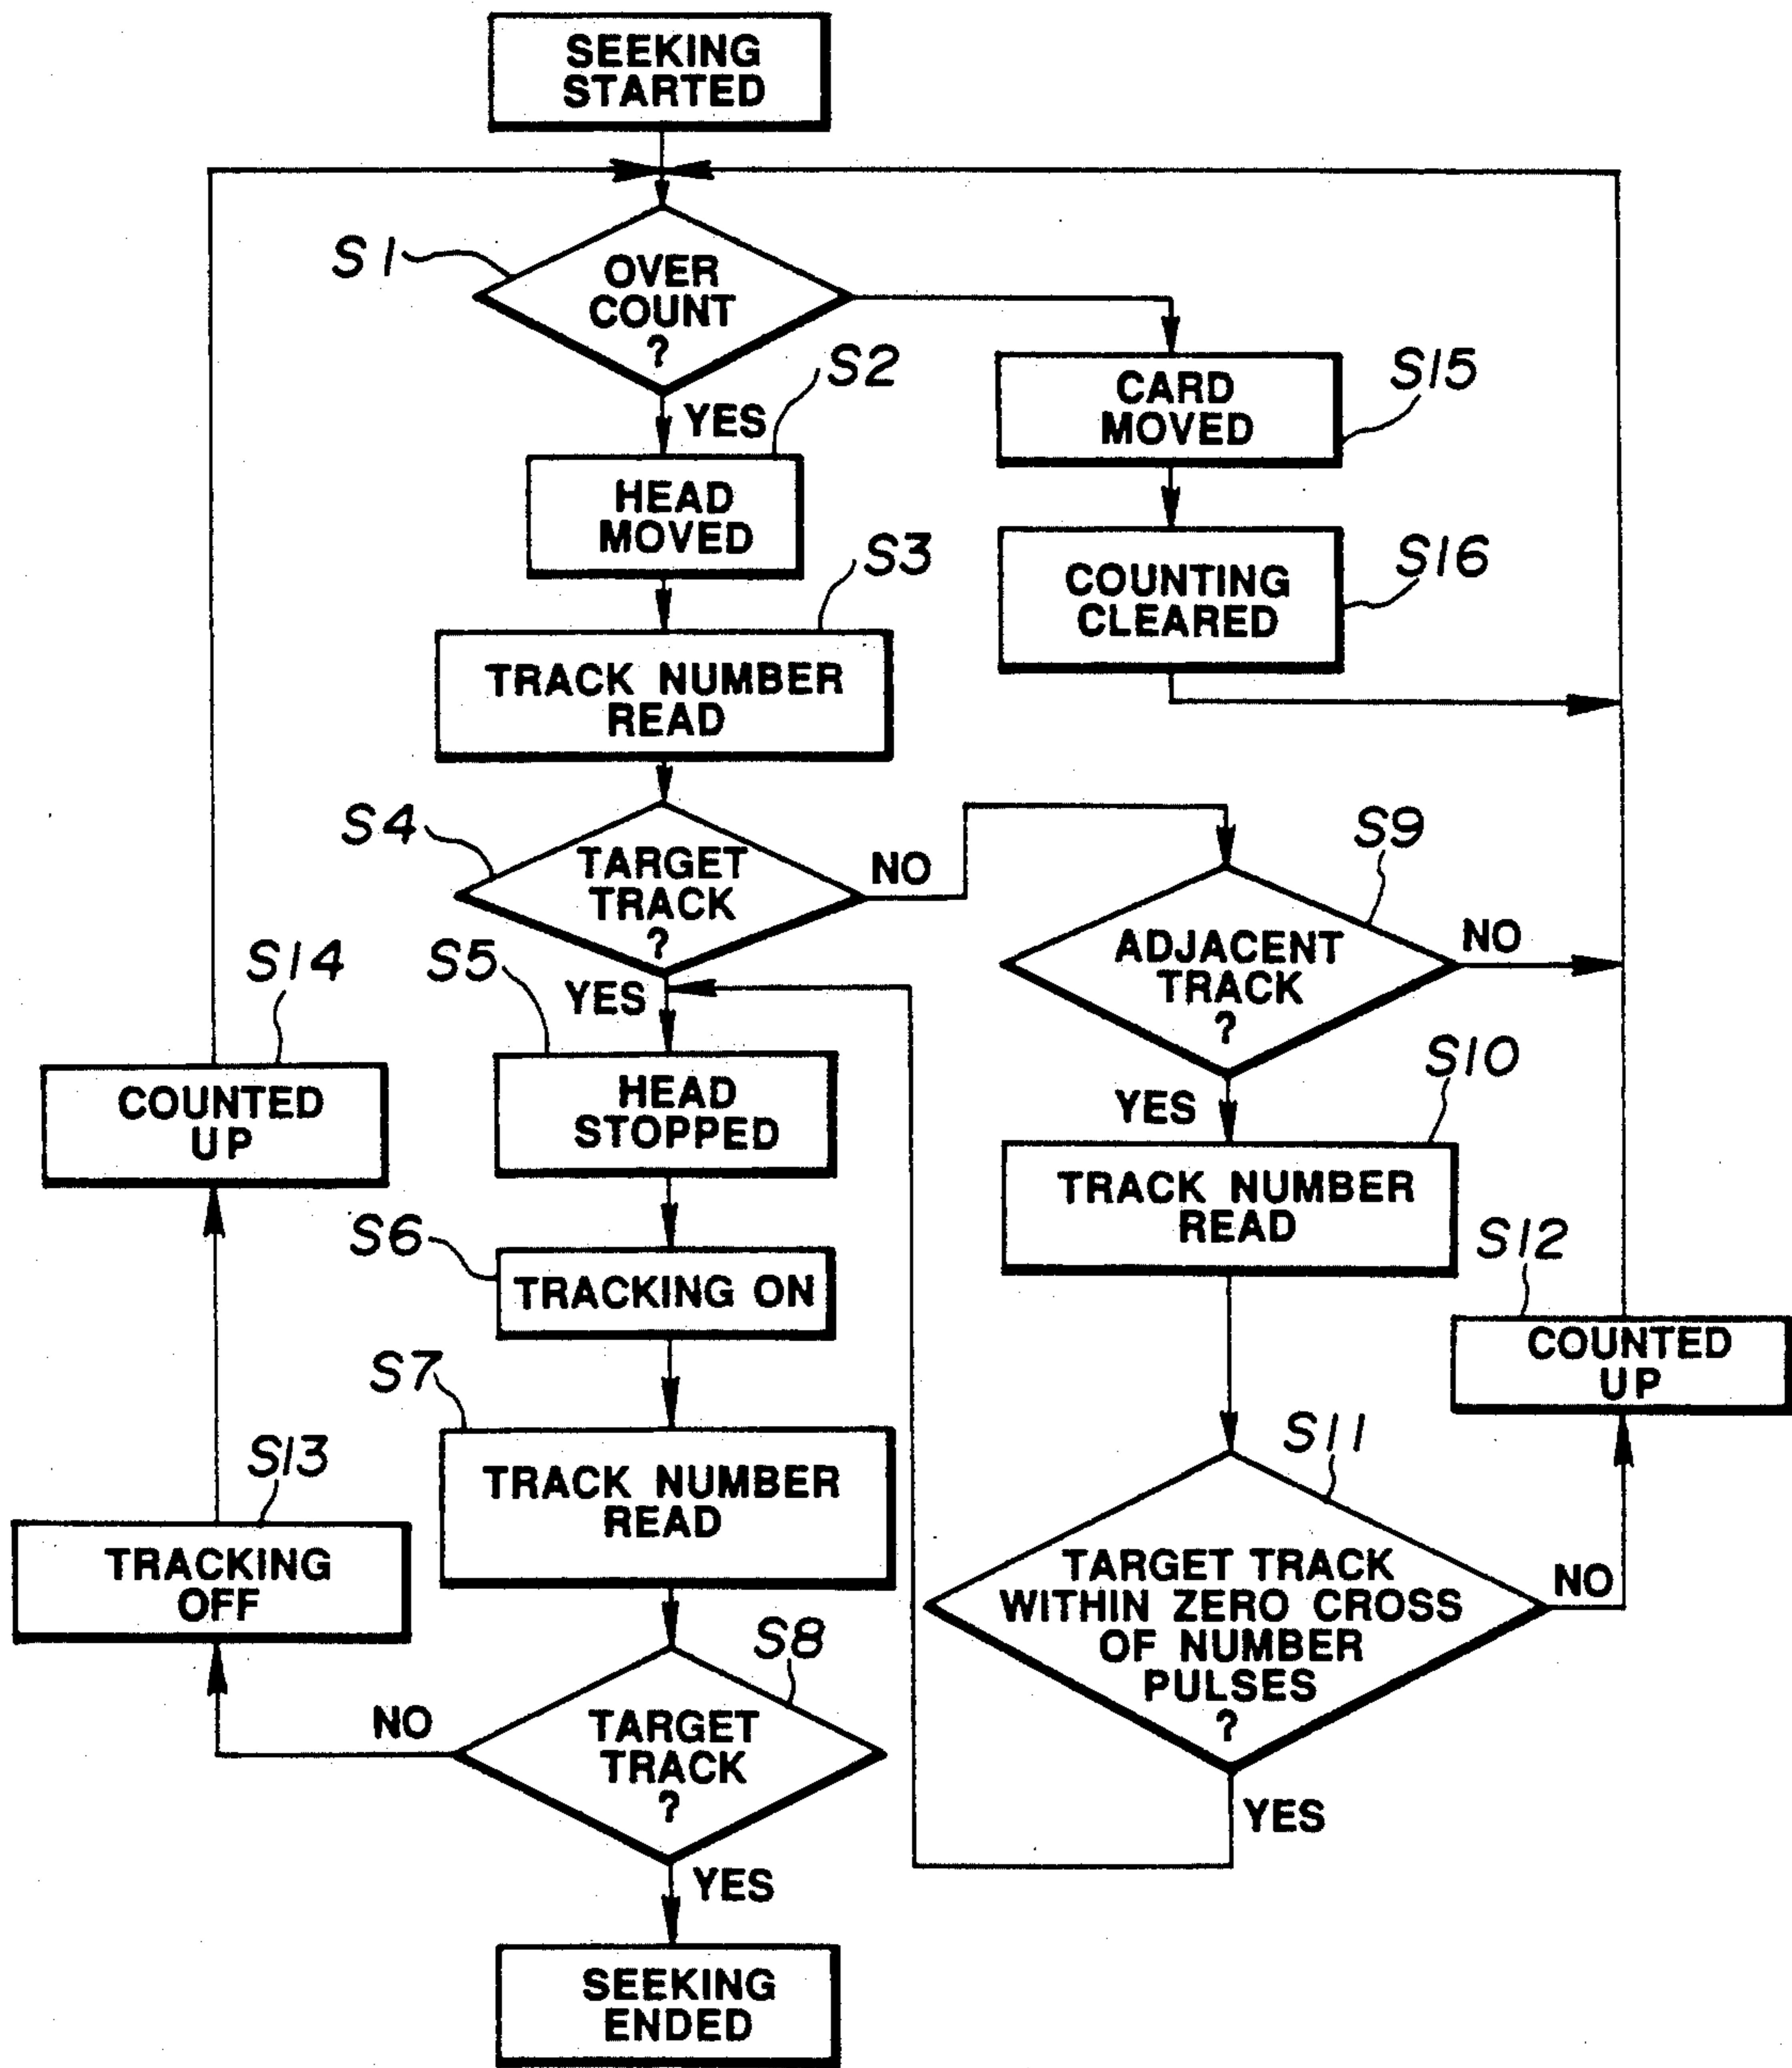 SEEKING
STARTED
S1
OVER
COUNT
?
YES
S2
HEAD
MOVED
S15
CARD
MOVED
S3
TRACK NUMBER
READ
S16
COUNTING
CLEARED
S4
TARGET
TRACK
?
NO
YES
S9
ADJACENT
TRACK
?
NO
YES
S5
HEAD
STOPPED
S14
COUNTED
UP
S10
TRACK NUMBER
READ
S6
TRACKING ON
S12
COUNTED
UP
S7
TRACK NUMBER
READ
S13
TRACKING
OFF
S11
TARGET TRACK
WITHIN ZERO CROSS
OF NUMBER
PULSES
?
NO
YES
S8
TARGET
TRACK
?
NO
YES
SEEKING
ENDED